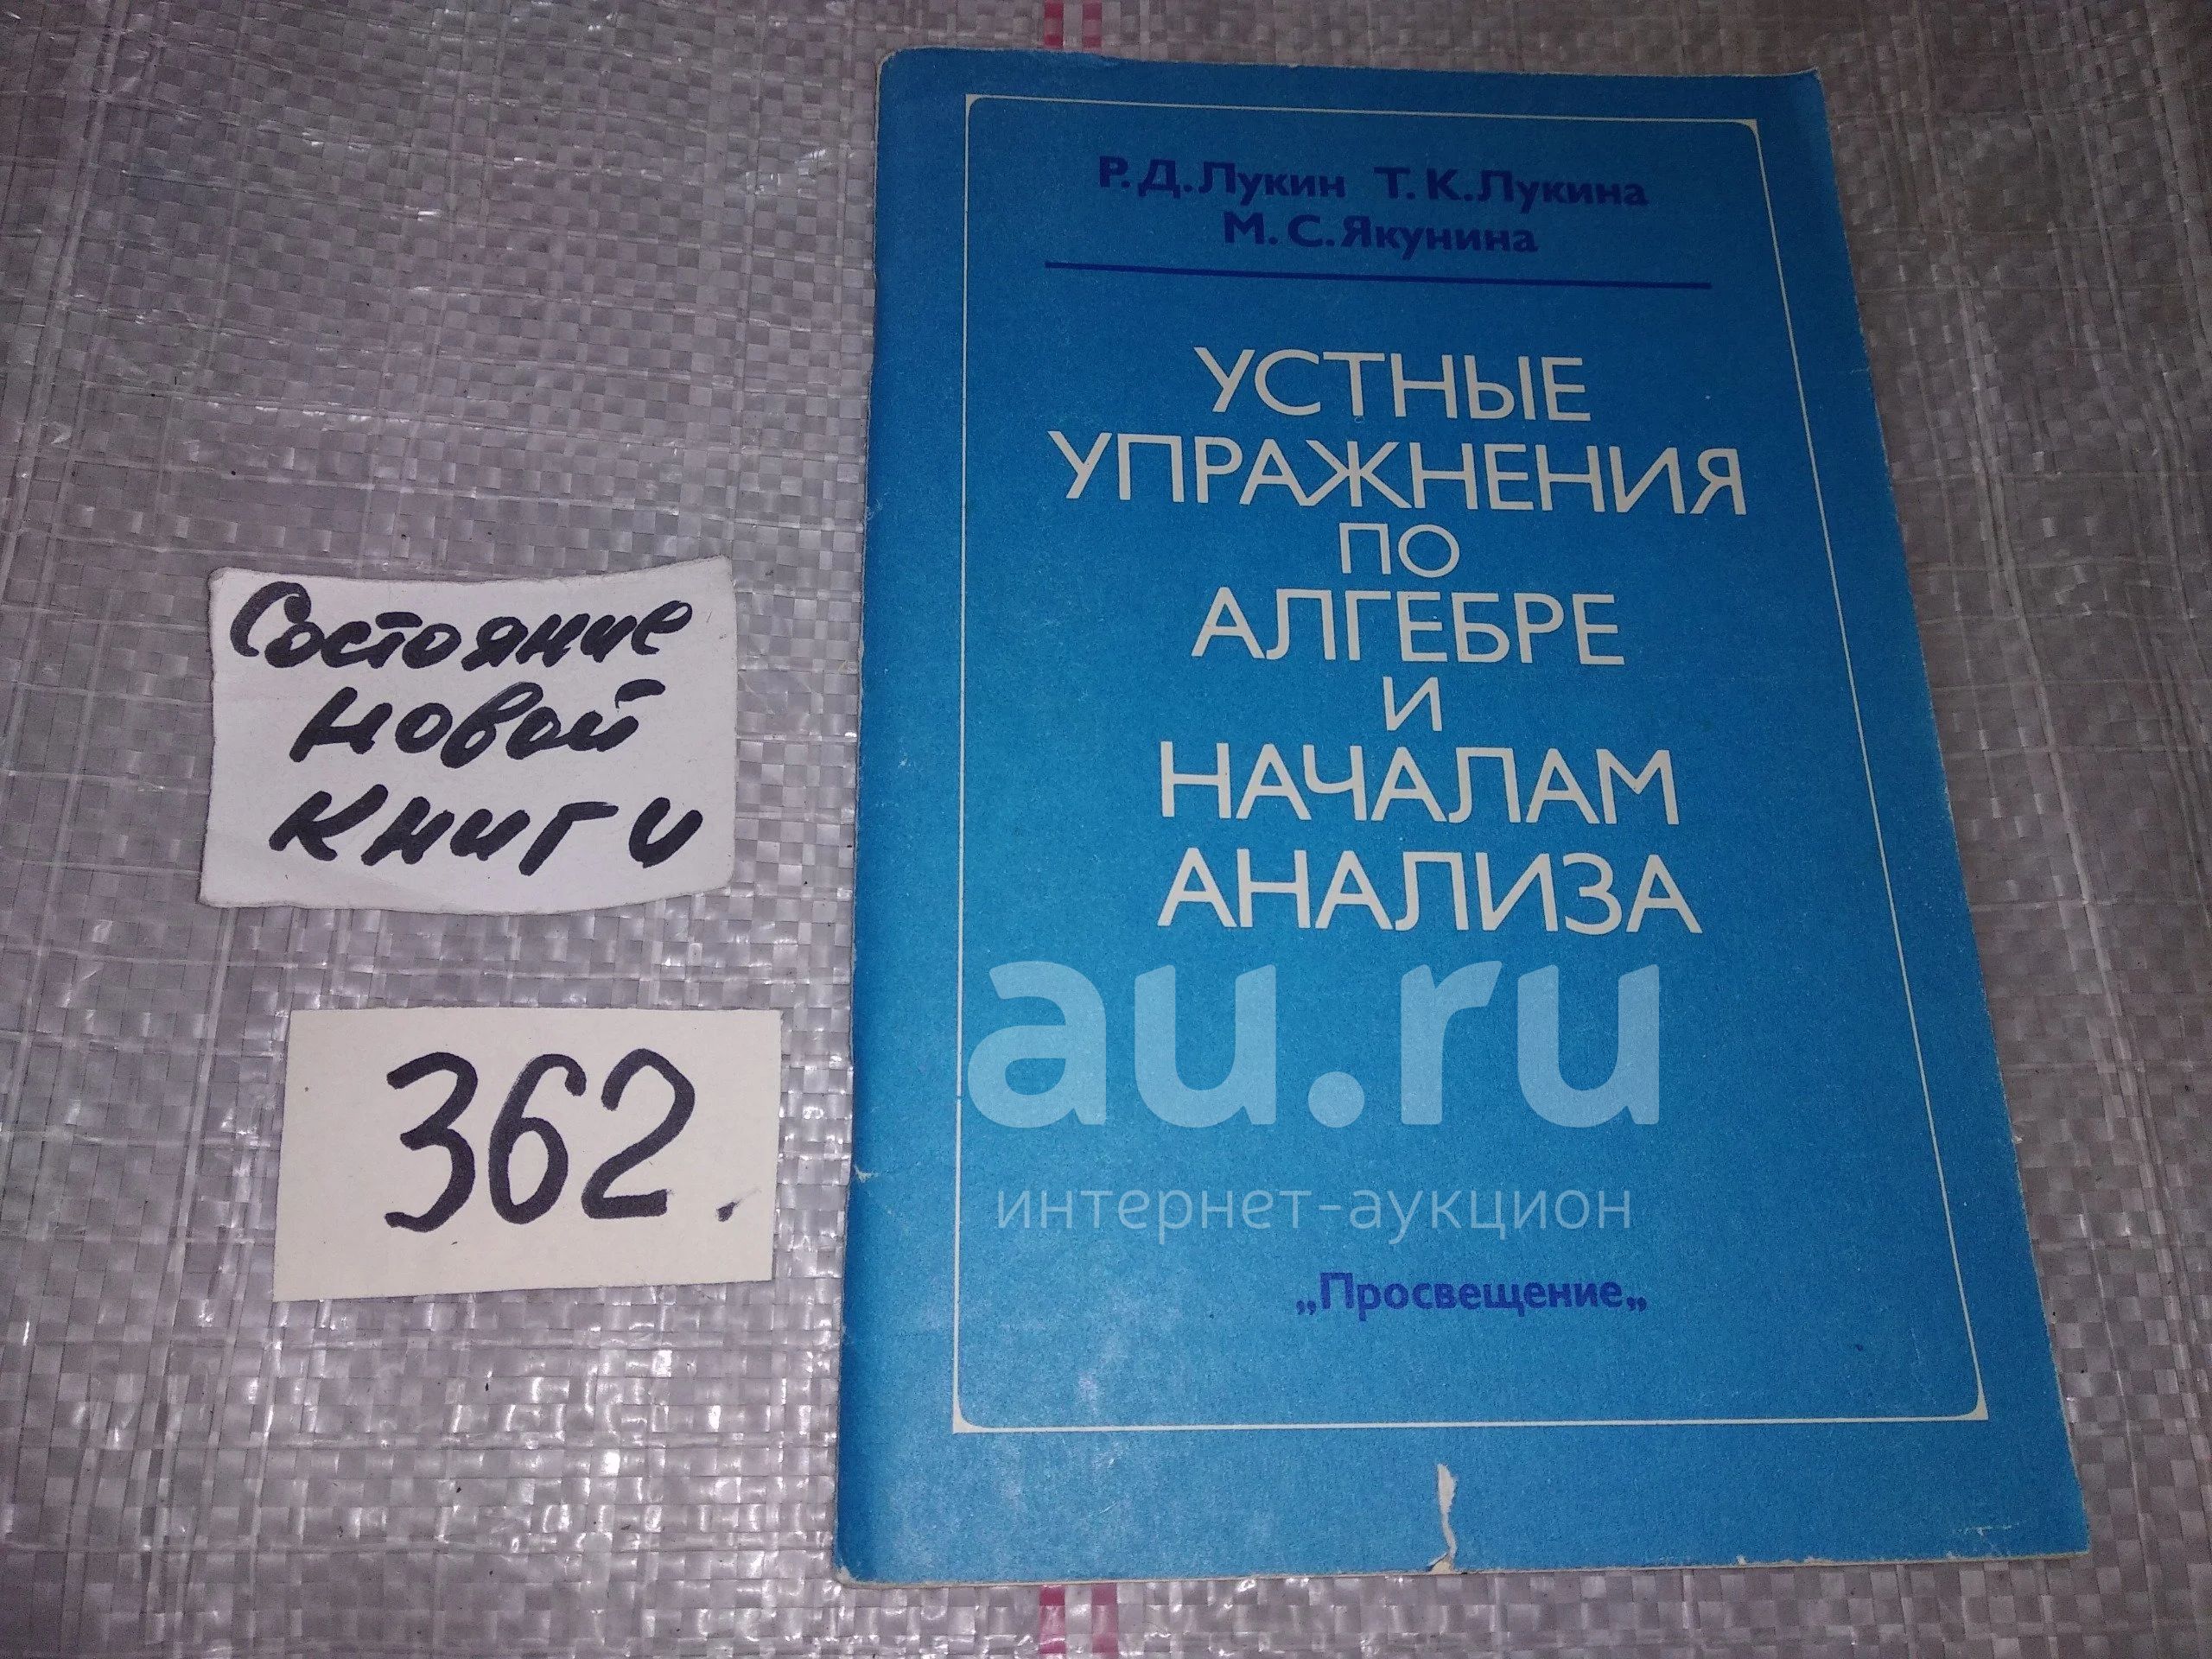 Р.Д.Лукин Т.К.Лукина
М.С.Якунина
УСТНЫЕ
УПРАЖНЕНИЯ
ПО
АЛГЕБРЕ
И
НАЧАЛАМ
АНАЛИЗА
au.ru
интернет-аукцион
„Просвещение„
Состояние
новой
книги
362.